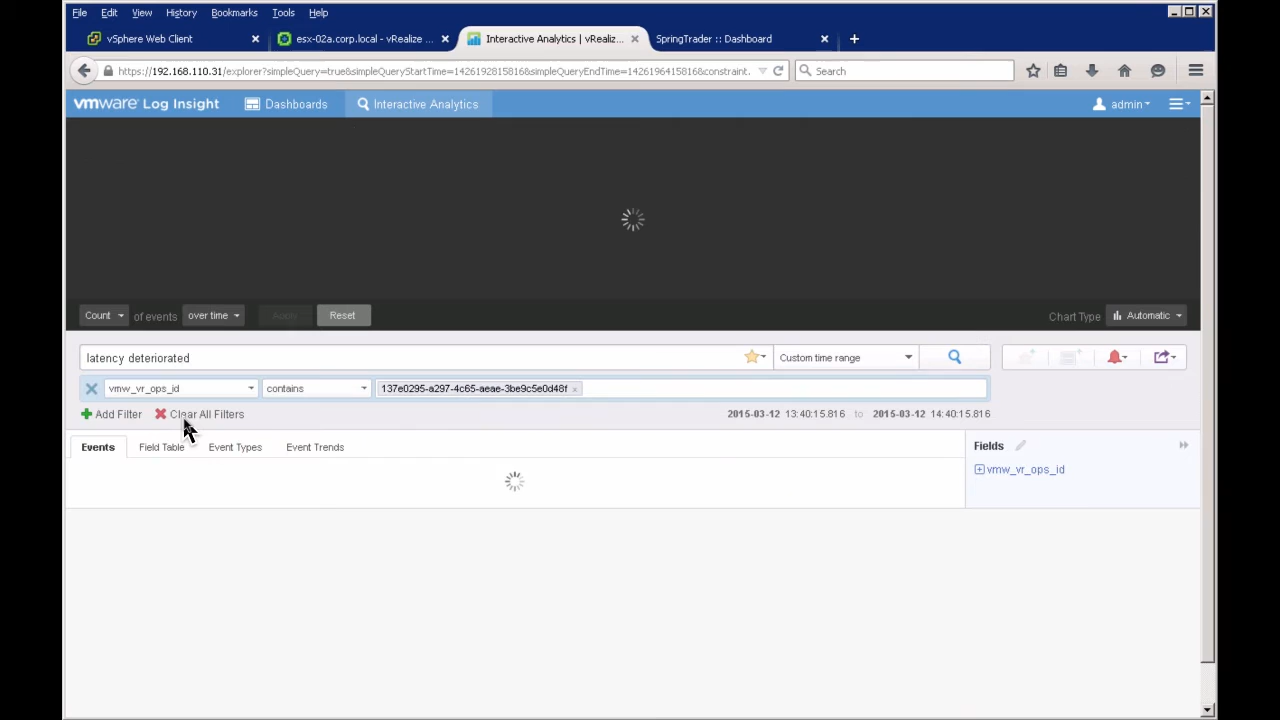 File Edit View History Bookmarks Tools Help
vSphere Web Client × esx-02a.corp.local - vRealize ... × Interactive Analytics | vRealiz... × SpringTrader :: Dashboard ×
https://192.168.110.31/explorer?simpleQuery=true&simpleQueryStartTime=1426192815816&simpleQueryEndTime=1426196415816&constraint. Search
vmware Log Insight Dashboards Interactive Analytics admin
Count of events over time Apply Reset Chart Type Automatic
latency deteriorated Custom time range
vmw_vr_ops_id contains 137e0295-a297-4c65-aeae-3be9c5e0d48f ×
Add Filter Clear All Filters 2015-03-12 13:40:15.816 to 2015-03-12 14:40:15.816
Events Field Table Event Types Event Trends Fields
vmw_vr_ops_id